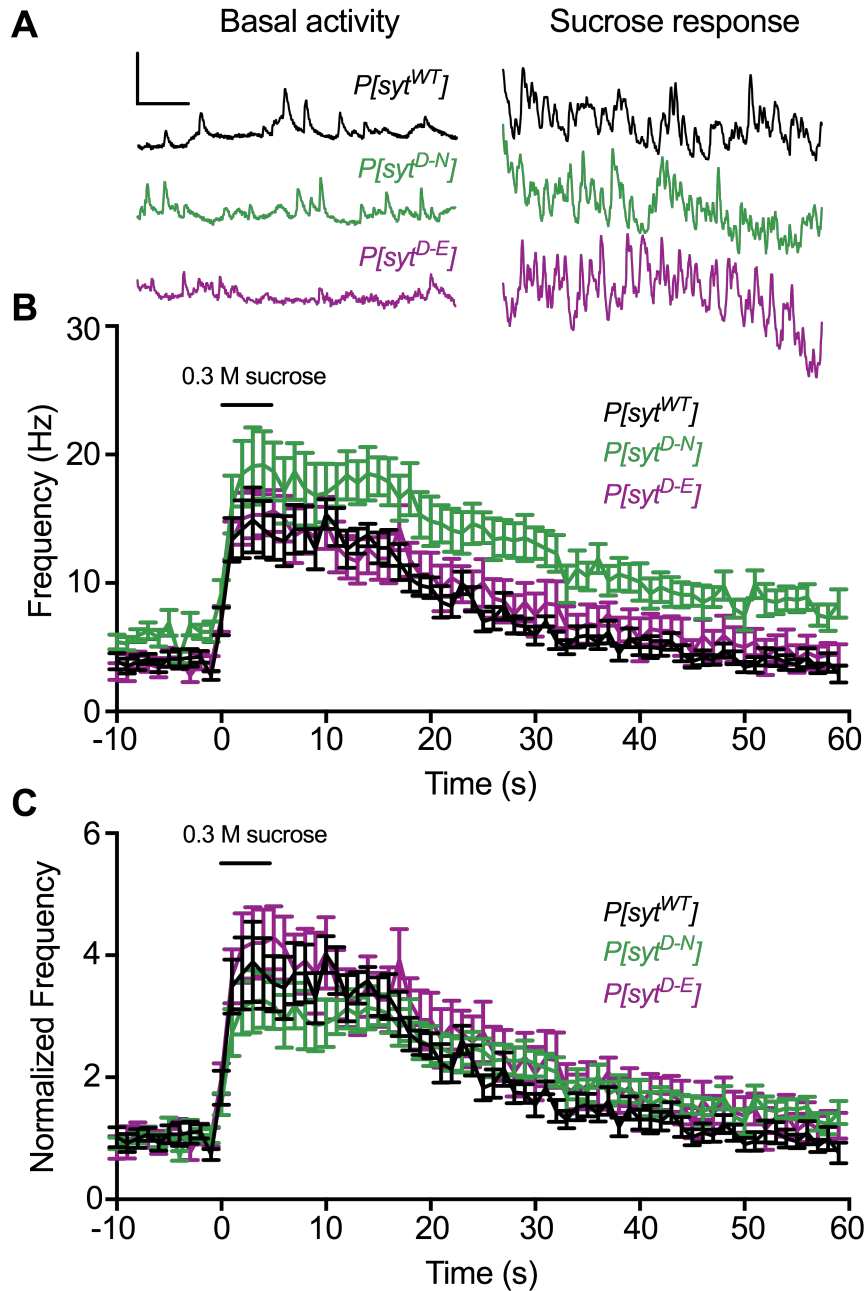 A
Basal activity
Sucrose response
P[syt^WT]
P[syt^D-N]
P[syt^D-E]
B
30
20
10
0
Frequency (Hz)
0.3 M sucrose
P[syt^WT]
P[syt^D-N]
P[syt^D-E]
-10 0 10 20 30 40 50 60
Time (s)
C
6
4
2
0
Normalized Frequency
0.3 M sucrose
P[syt^WT]
P[syt^D-N]
P[syt^D-E]
-10 0 10 20 30 40 50 60
Time (s)